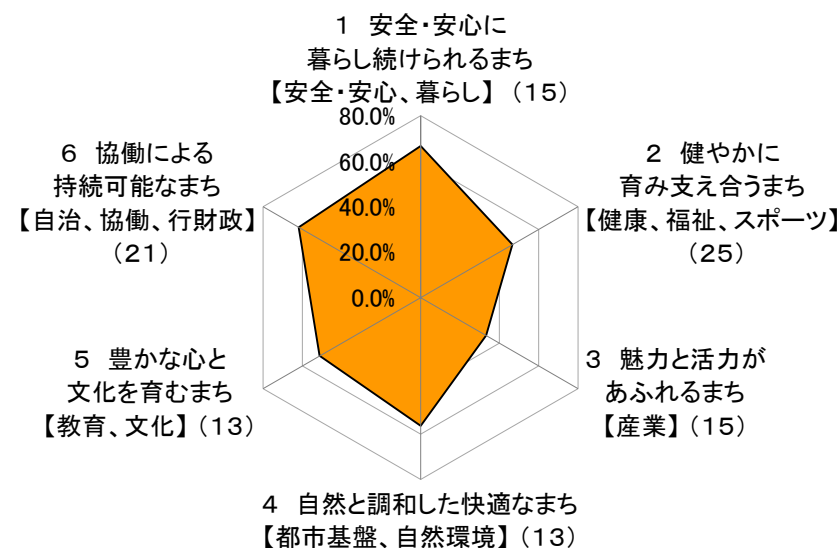 1　安全・安心に
暮らし続けられるまち
【安全・安心、暮らし】（15）
80.0%
60.0%
40.0%
20.0%
0.0%
2　健やかに
育み支え合うまち
【健康、福祉、スポーツ】
（25）
3　魅力と活力が
あふれるまち
【産業】（15）
4　自然と調和した快適なまち
【都市基盤、自然環境】（13）
5　豊かな心と
文化を育むまち
【教育、文化】（13）
6　協働による
持続可能なまち
【自治、協働、行財政】
（21）